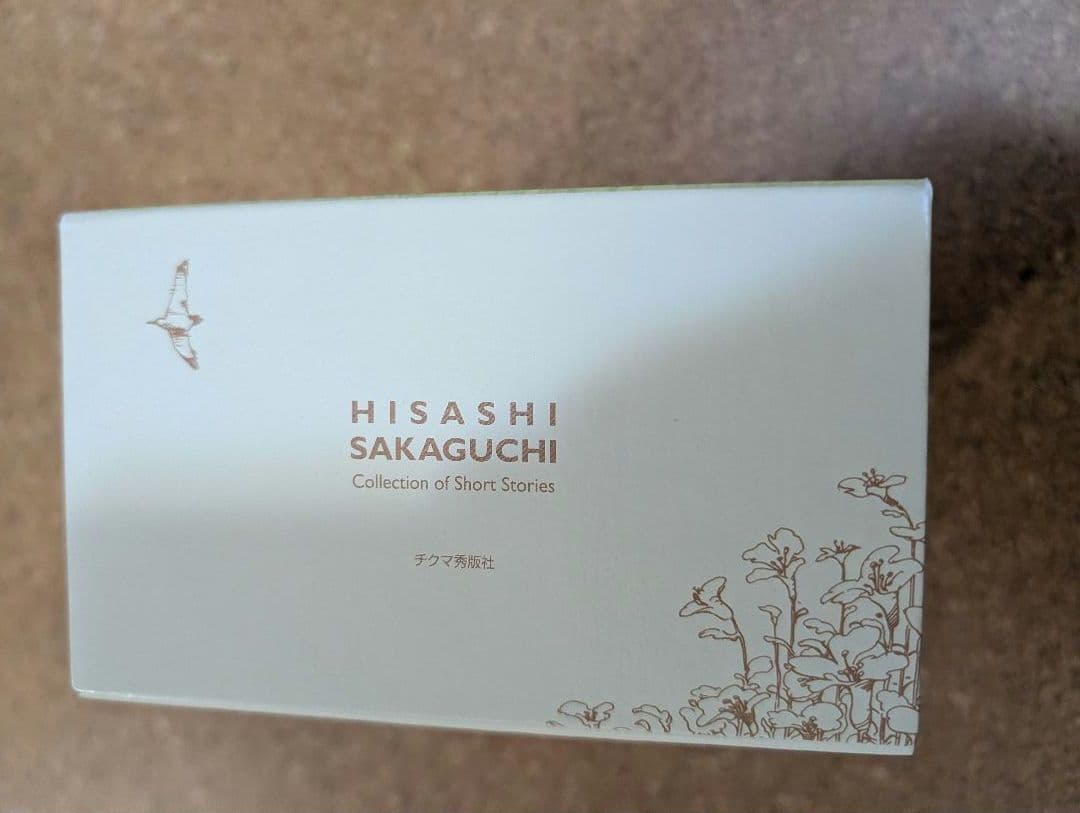 HISASHI
SAKAGUCHI
Collection of Short Stories
チクマ秀版社